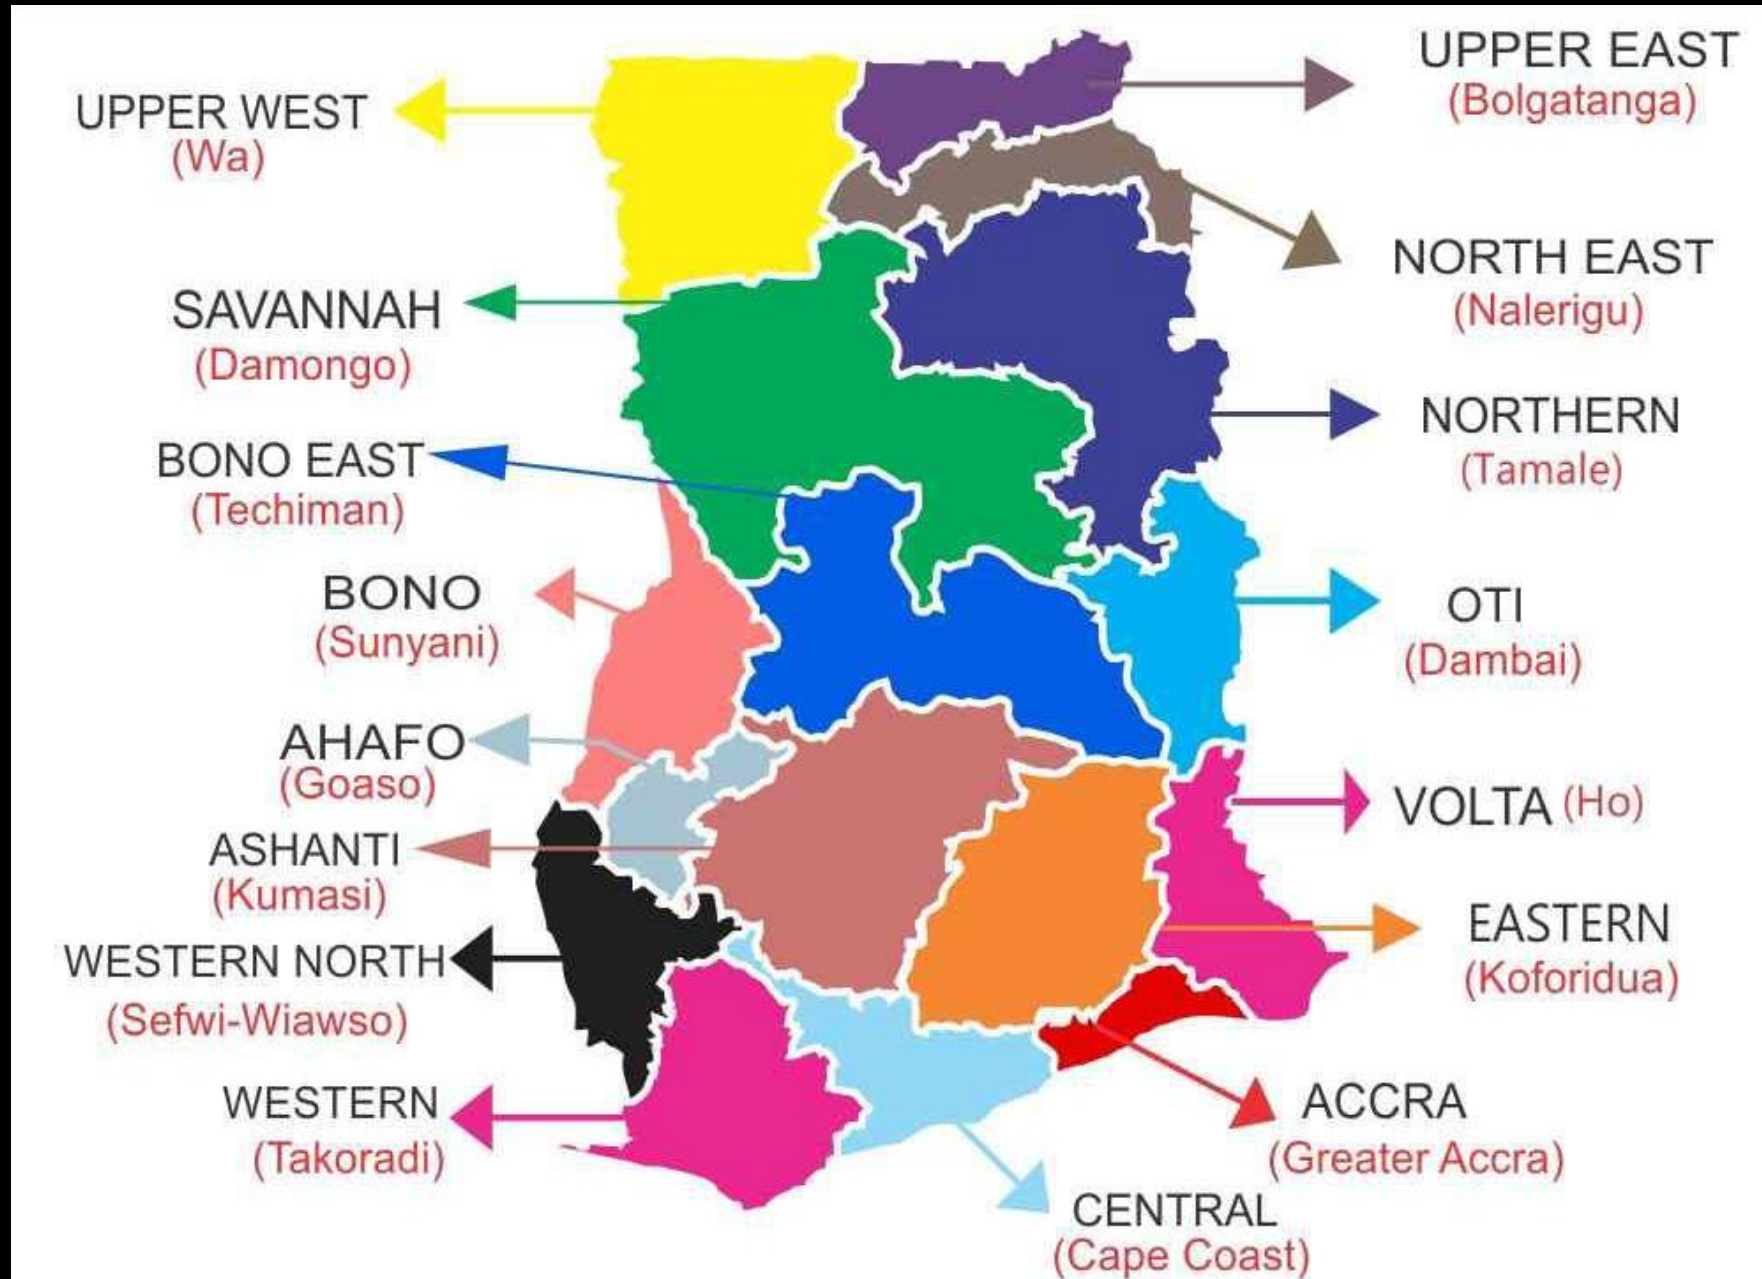 UPPER WEST
(Wa)
SAVANNAH
(Damongo)
BONO EAST
(Techiman)
BONO
(Sunyani)
AHAFO
(Goaso)
ASHANTI
(Kumasi)
WESTERN NORTH
(Sefwi-Wiawso)
WESTERN
(Takoradi)
UPPER EAST
(Bolgatanga)
NORTH EAST
(Nalerigu)
NORTHERN
(Tamale)
OTI
(Dambai)
VOLTA (Ho)
EASTERN
(Koforidua)
ACCRA
(Greater Accra)
CENTRAL
(Cape Coast)